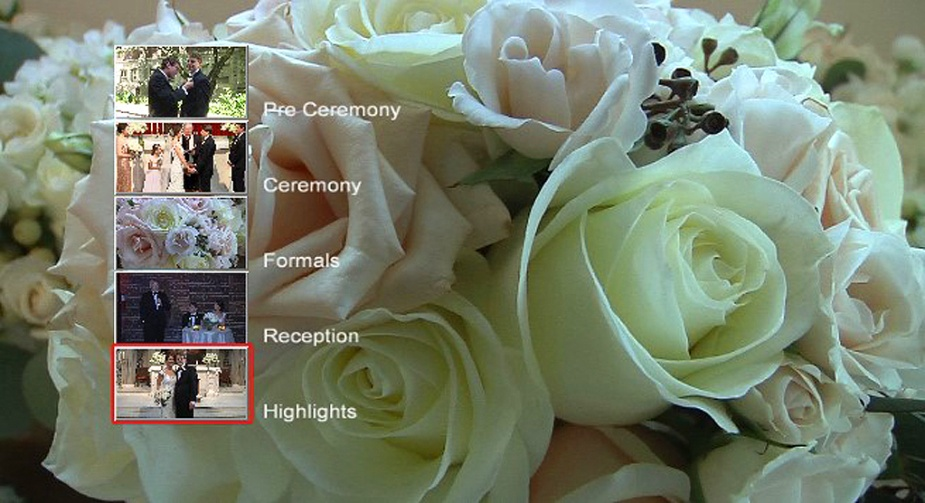 Pre Ceremony
Ceremony
Formals
Reception
Highlights